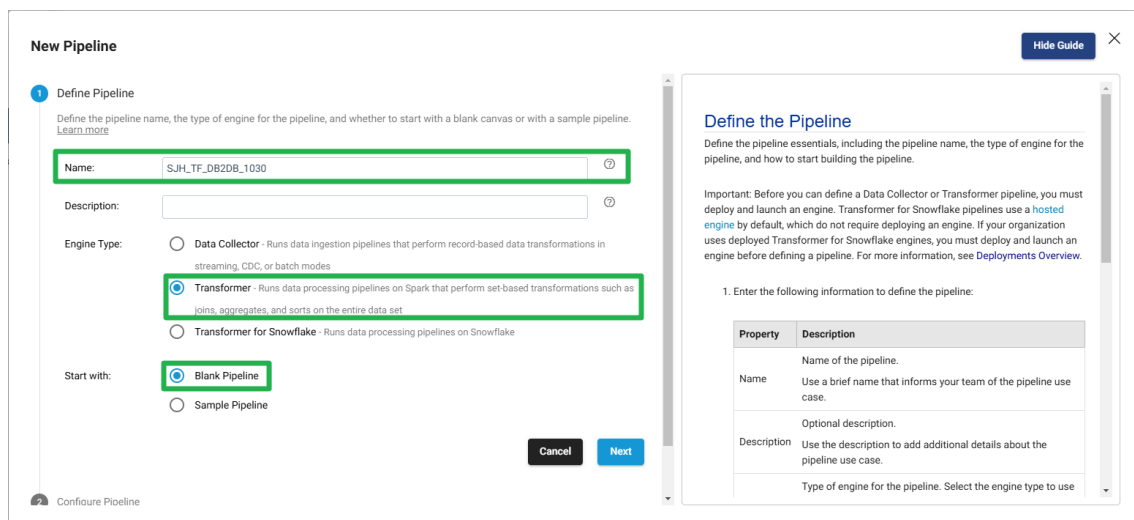 New Pipeline
Hide Guide
1 Define Pipeline
Define the pipeline name, the type of engine for the pipeline, and whether to start with a blank canvas or with a sample pipeline.
Learn more
Name: SJH_TF_DB2DB_1030
Description:
Engine Type:
Data Collector - Runs data ingestion pipelines that perform record-based data transformations in
streaming, CDC, or batch modes
Transformer - Runs data processing pipelines on Spark that perform set-based transformations such as
joins, aggregates, and sorts on the entire data set
Transformer for Snowflake - Runs data processing pipelines on Snowflake
Start with:
Blank Pipeline
Sample Pipeline
Cancel
Next
2 Configure Pipeline
Define the Pipeline
Define the pipeline essentials, including the pipeline name, the type of engine for the
pipeline, and how to start building the pipeline.
Important: Before you can define a Data Collector or Transformer pipeline, you must
deploy and launch an engine. Transformer for Snowflake pipelines use a hosted
engine by default, which do not require deploying an engine. If your organization
uses deployed Transformer for Snowflake engines, you must deploy and launch an
engine before defining a pipeline. For more information, see Deployments Overview.
1. Enter the following information to define the pipeline:
Property Description
Name
Name of the pipeline.
Use a brief name that informs your team of the pipeline use
case.
Description
Optional description.
Use the description to add additional details about the
pipeline use case.
Type of engine for the pipeline. Select the engine type to use